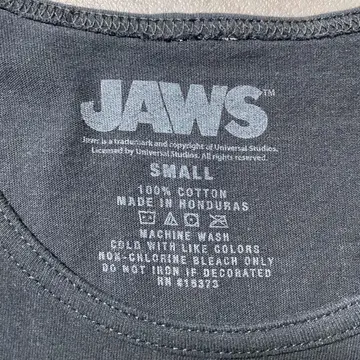 JAWS™
Jaws is a trademark and copyright of Universal Studios.
Licensed by Universal Studios. All rights reserved.
SMALL
100% COTTON
MADE IN HONDURAS
MACHINE WASH
COLD WITH LIKE COLORS
NON-CHLORINE BLEACH ONLY
DO NOT IRON IF DECORATED
RN #15373